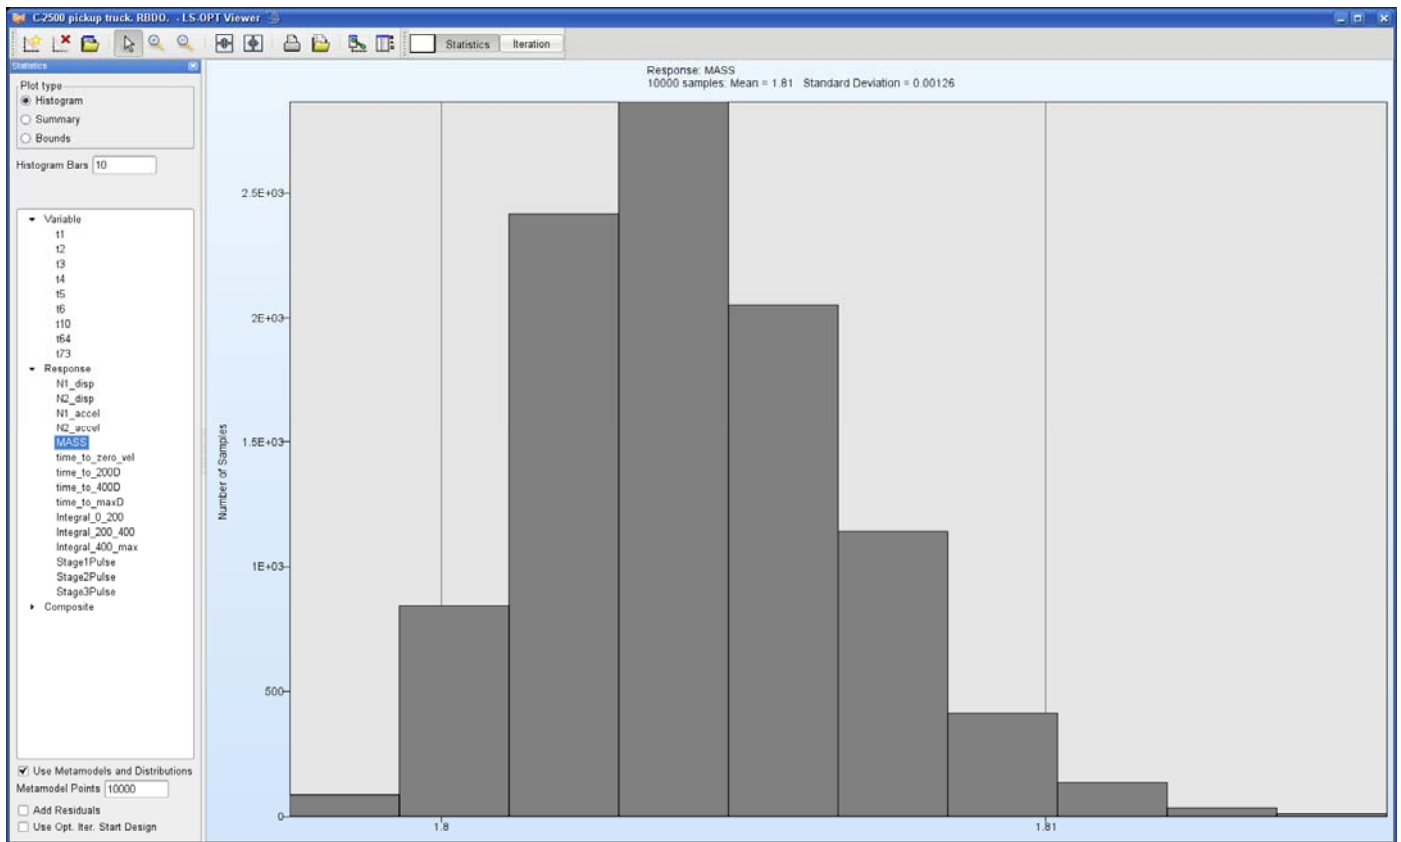 C-2500 pickup truck. RBDO. - LS-OPT Viewer
Statistics Iteration
Statistics
Plot type
Histogram
Summary
Bounds
Histogram Bars 10
Variable
t1
t2
t3
t4
t5
t6
t10
t64
t73
Response
N1_disp
N2_disp
N1_accel
N2_accel
MASS
time_to_zero_vel
time_to_200D
time_to_400D
time_to_maxD
Integral_0_200
Integral_200_400
Integral_400_max
Stage1Pulse
Stage2Pulse
Stage3Pulse
Composite
Use Metamodels and Distributions
Metamodel Points 10000
Add Residuals
Use Opt. Iter. Start Design
Response: MASS
10000 samples: Mean = 1.81 Standard Deviation = 0.00126
Number of Samples
2.5E+03
2E+03
1.5E+03
1E+03
500
0
1.8 1.81